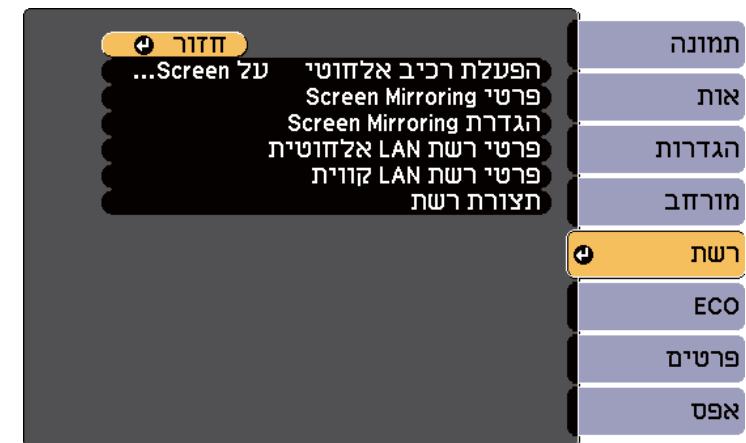 תמונה
אות
הגדרות
מורחב
רשת
ECO
פרטים
אפס
חזור
הפעלת רכיב אלחוטי על Screen...
פרטי Screen Mirroring
הגדרת Screen Mirroring
פרטי רשת LAN אלחוטית
פרטי רשת LAN קווית
תצורת רשת